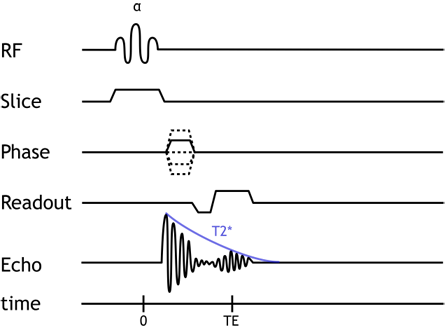 α
RF
Slice
Phase
Readout
T2*
Echo
time
0 TE